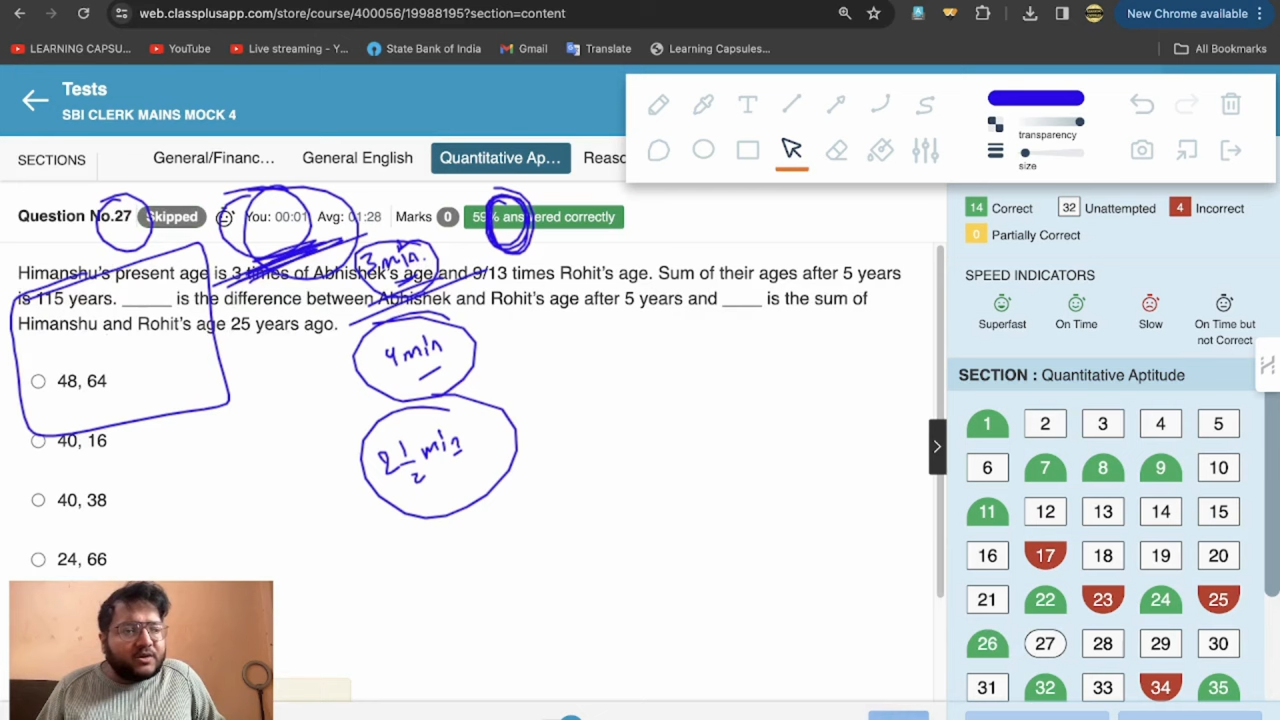 web.classplusapp.com/store/course/400056/19988195?section=content
New Chrome available
LEARNING CAPSU...
YouTube
Live streaming - Y...
State Bank of India
Gmail
Translate
Learning Capsules...
All Bookmarks
Tests
SBI CLERK MAINS MOCK 4
transparency
size
SECTIONS
General/Financ...
General English
Quantitative Ap...
Reaso
Question No.27
Skipped
You: 00:01
Avg: 01:28
Marks 0
59% answered correctly
3 min.
Himanshu's present age is 3 times of Abhishek's age and 9/13 times Rohit's age. Sum of their ages after 5 years
is 115 years. _____ is the difference between Abhishek and Rohit's age after 5 years and ____ is the sum of
Himanshu and Rohit's age 25 years ago.
4 min
2 1/2 min
48, 64
40, 16
40, 38
24, 66
14 Correct
32 Unattempted
4 Incorrect
0 Partially Correct
SPEED INDICATORS
Superfast
On Time
Slow
On Time but
not Correct
SECTION : Quantitative Aptitude
1 2 3 4 5
6 7 8 9 10
11 12 13 14 15
16 17 18 19 20
21 22 23 24 25
26 27 28 29 30
31 32 33 34 35